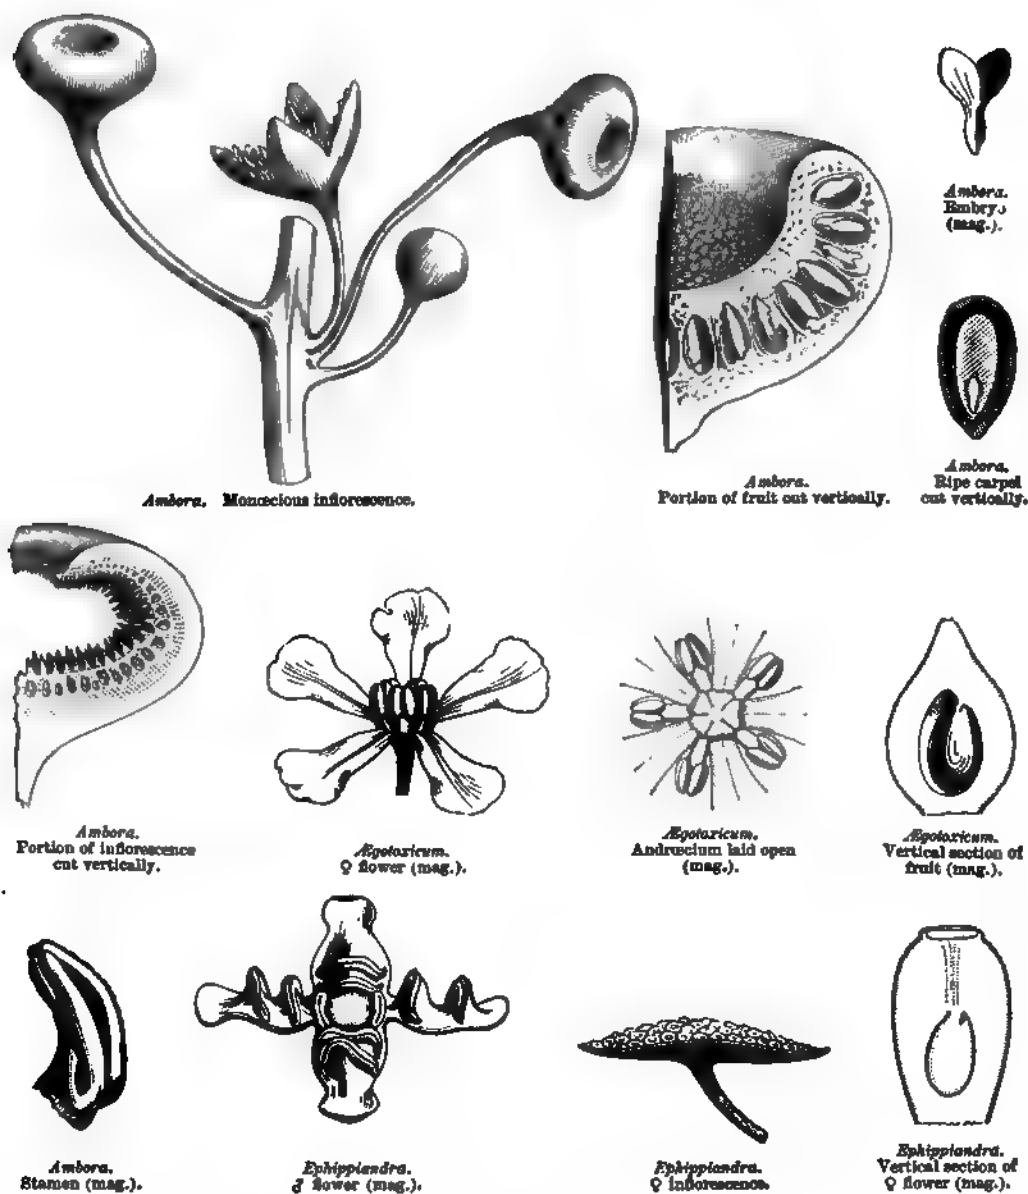 Ambora.
Embryo
(mag.).
Ambora. Monœcious inflorescence.
Ambora.
Portion of fruit cut vertically.
Ambora.
Ripe carpel
cut vertically.
Ambora.
Portion of inflorescence
cut vertically.
Ægotoxicum.
♀ flower (mag.).
Ægotoxicum.
Andrœcium laid open
(mag.).
Ægotoxicum.
Vertical section of
fruit (mag.).
Ambora.
Stamen (mag.).
Ephippiandra.
♂ flower (mag.).
Ephippiandra.
♀ inflorescence.
Ephippiandra.
Vertical section of
♀ flower (mag.).